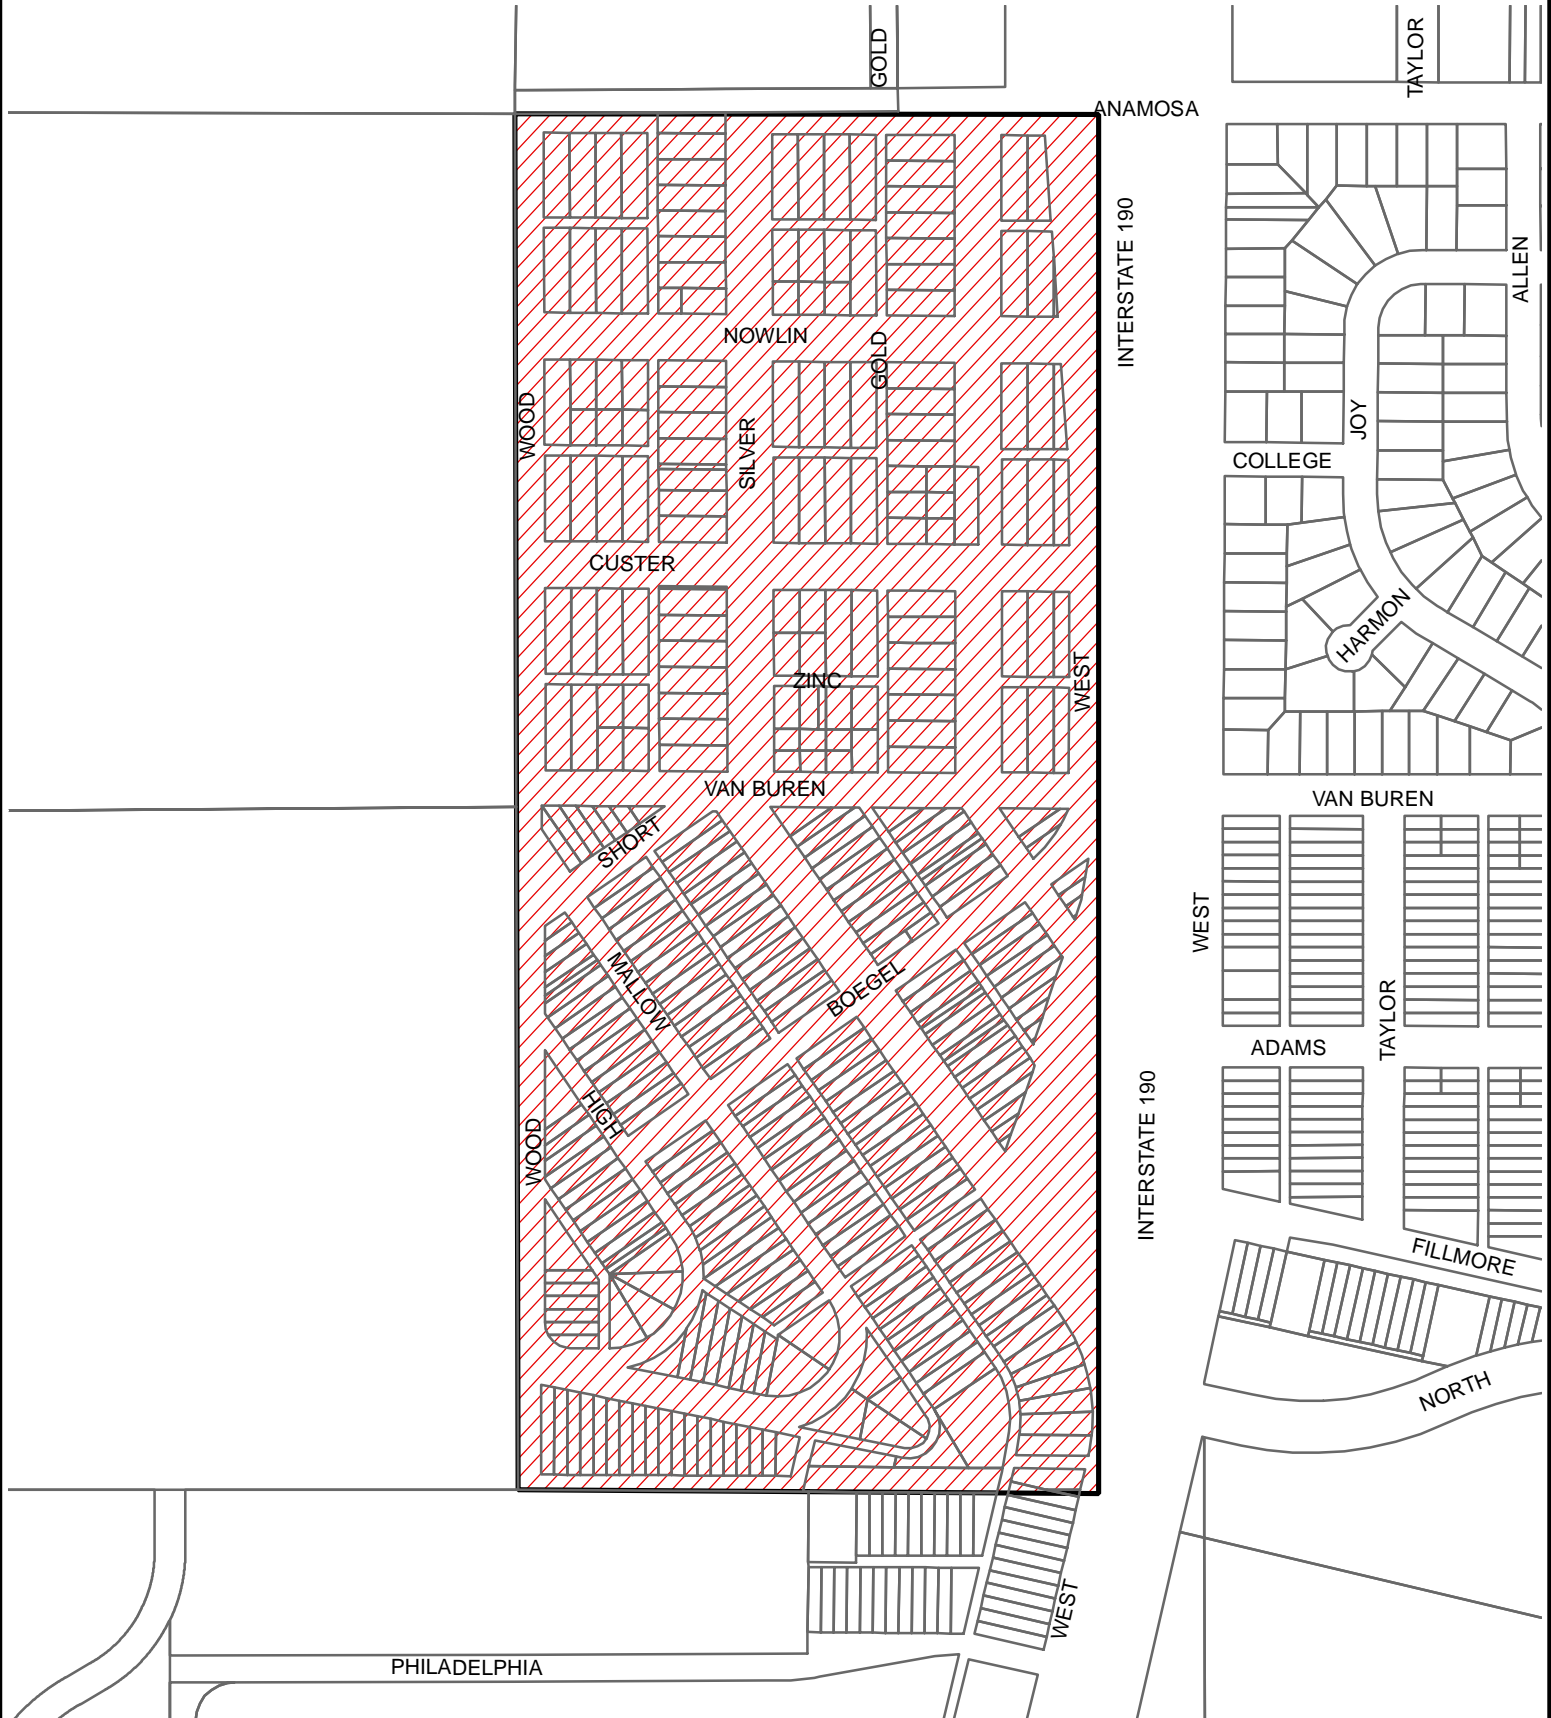 GOLD
TAYLOR
ANAMOSA
INTERSTATE 190
ALLEN
NOWLIN
GOLD
WOOD
SILVER
JOY
COLLEGE
CUSTER
HARMON
ZINC
WEST
VAN BUREN
VAN BUREN
SHORT
WEST
MALLOW
BOEGEL
TAYLOR
ADAMS
HIGH
WOOD
INTERSTATE 190
FILLMORE
NORTH
WEST
PHILADELPHIA